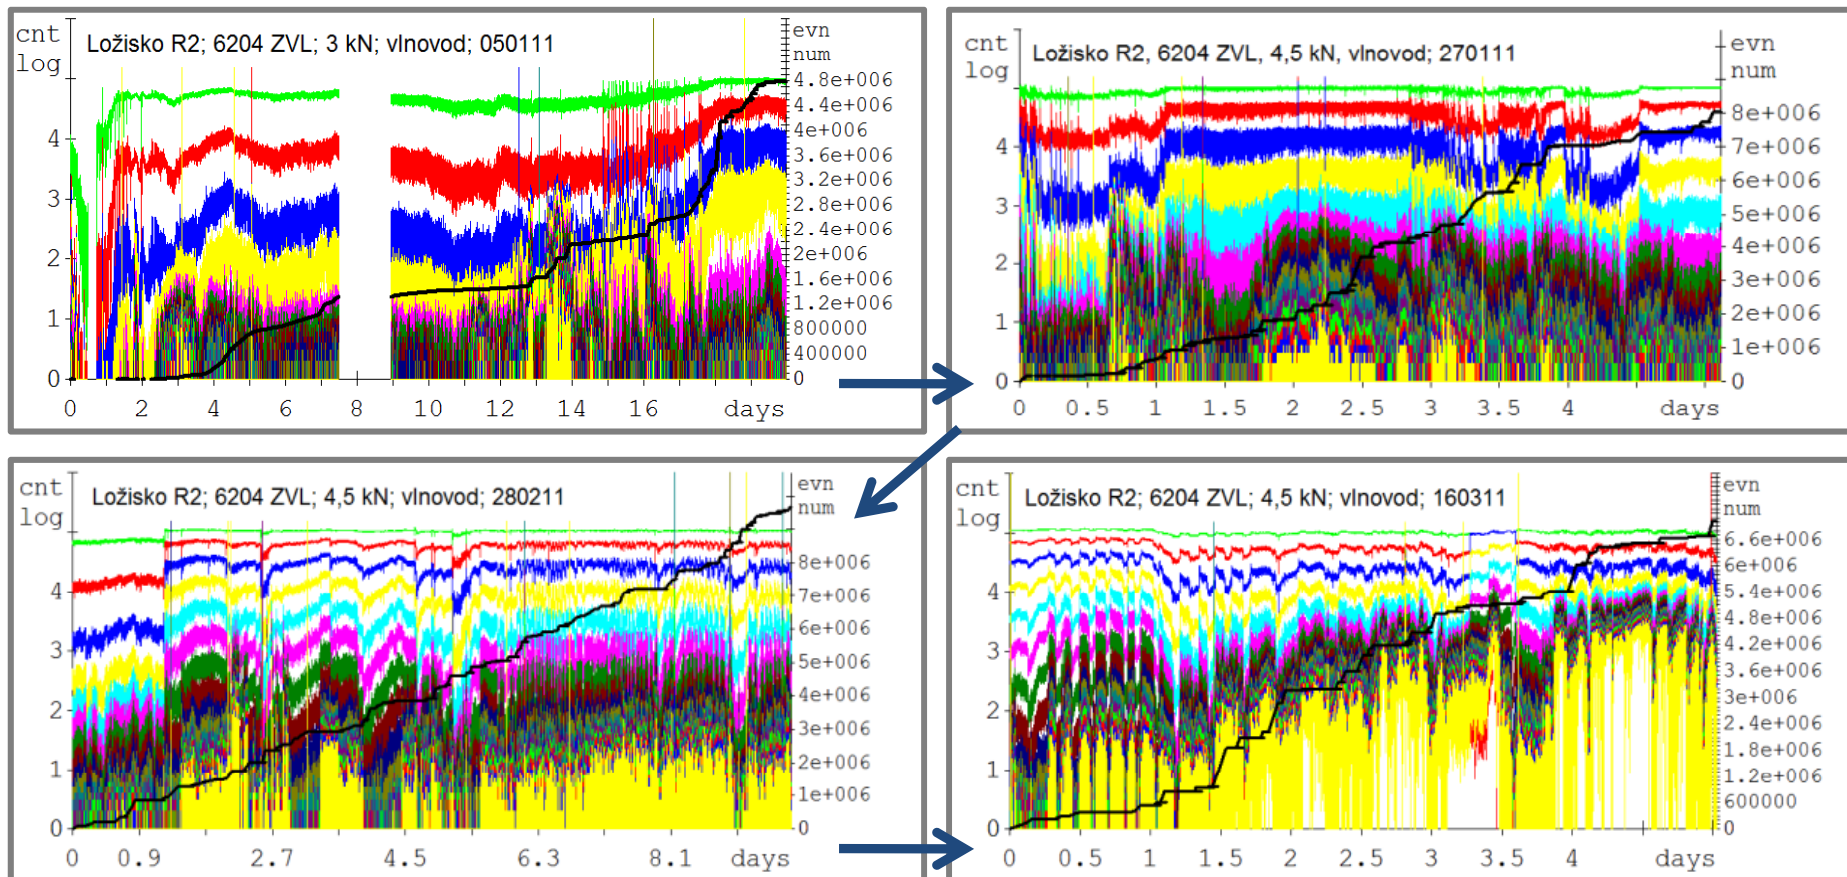 cnt
log
Ložisko R2; 6204 ZVL; 3 kN; vlnovod; 050111
evn
num
4.8e+006
4.4e+006
4e+006
3.6e+006
3.2e+006
2.8e+006
2.4e+006
2e+006
1.6e+006
1.2e+006
800000
400000
0
4
3
2
1
0
0 2 4 6 8 10 12 14 16 days
cnt
log
Ložisko R2, 6204 ZVL, 4,5 kN, vlnovod; 270111
evn
num
8e+006
7e+006
6e+006
5e+006
4e+006
3e+006
2e+006
1e+006
0
4
3
2
1
0
0 0.5 1 1.5 2 2.5 3 3.5 4 days
cnt
log
Ložisko R2; 6204 ZVL; 4,5 kN; vlnovod; 280211
evn
num
8e+006
7e+006
6e+006
5e+006
4e+006
3e+006
2e+006
1e+006
0
4
3
2
1
0
0 0.9 2.7 4.5 6.3 8.1 days
cnt
log
Ložisko R2; 6204 ZVL; 4,5 kN; vlnovod; 160311
evn
num
6.6e+006
6e+006
5.4e+006
4.8e+006
4.2e+006
3.6e+006
3e+006
2.4e+006
1.8e+006
1.2e+006
600000
0
4
3
2
1
0
0 0.5 1 1.5 2 2.5 3 3.5 4 days